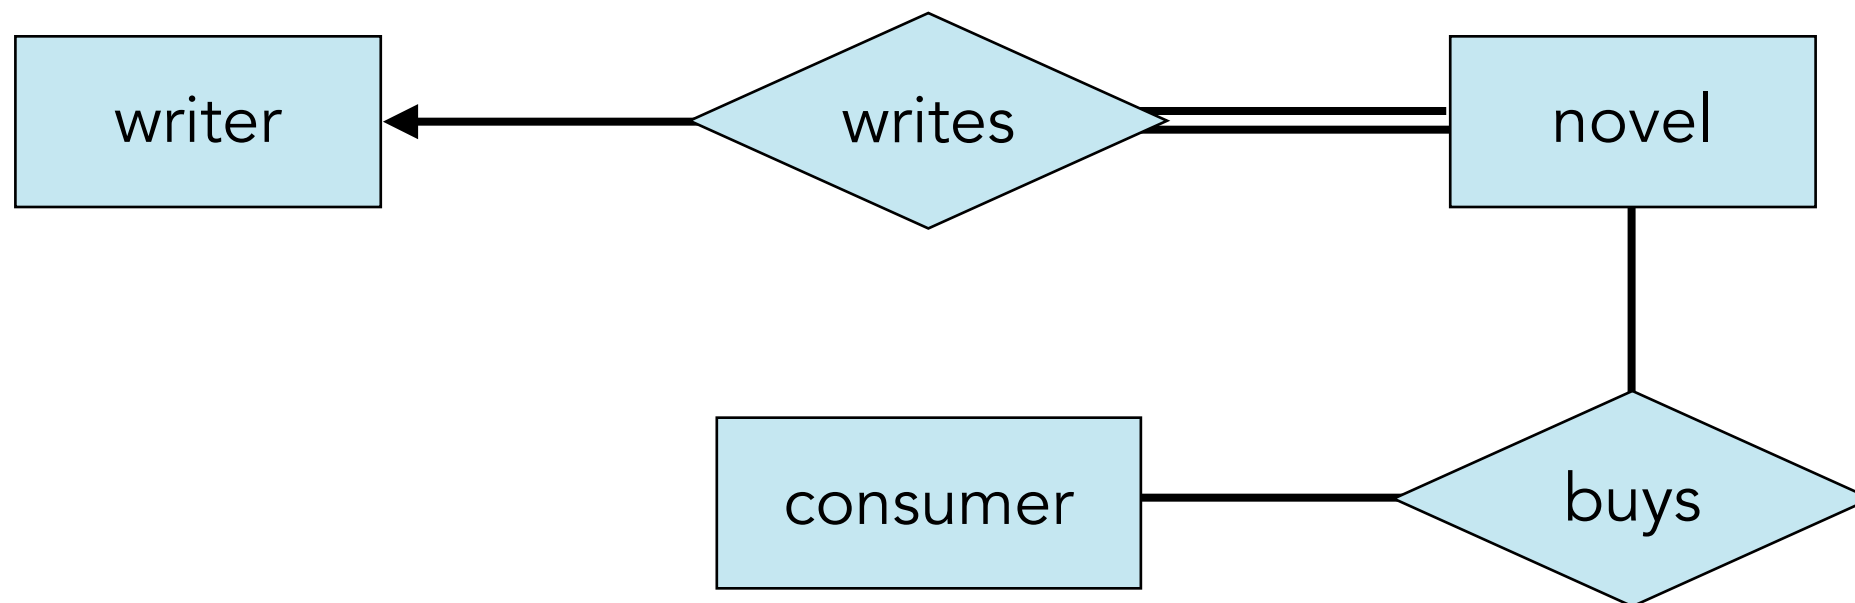 writer
writes
novel
consumer
buys